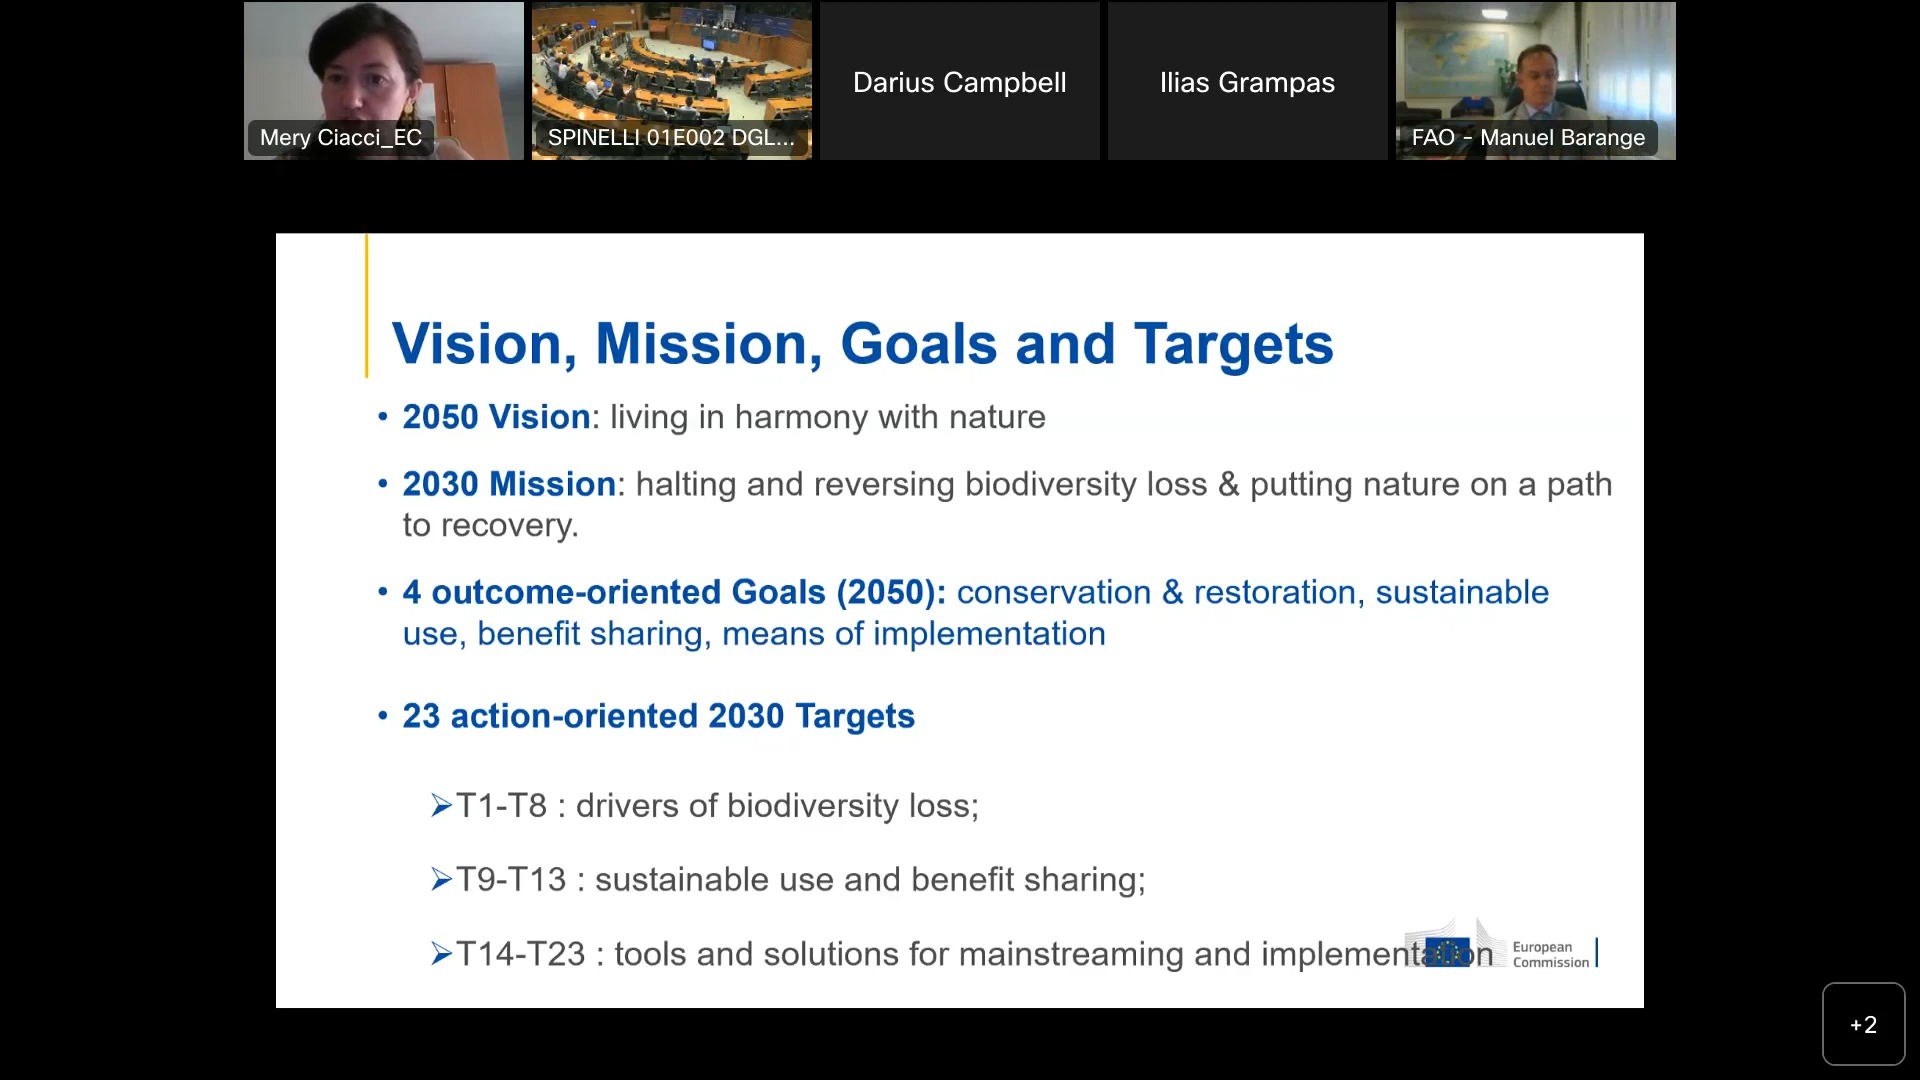 Mery Ciacci_EC
SPINELLI 01E002 DGL...
Darius Campbell
Ilias Grampas
FAO - Manuel Barange
Vision, Mission, Goals and Targets
• 2050 Vision: living in harmony with nature
• 2030 Mission: halting and reversing biodiversity loss & putting nature on a path
to recovery.
• 4 outcome-oriented Goals (2050): conservation & restoration, sustainable
use, benefit sharing, means of implementation
• 23 action-oriented 2030 Targets
➢T1-T8 : drivers of biodiversity loss;
➢T9-T13 : sustainable use and benefit sharing;
➢T14-T23 : tools and solutions for mainstreaming and implementation
European
Commission
+2